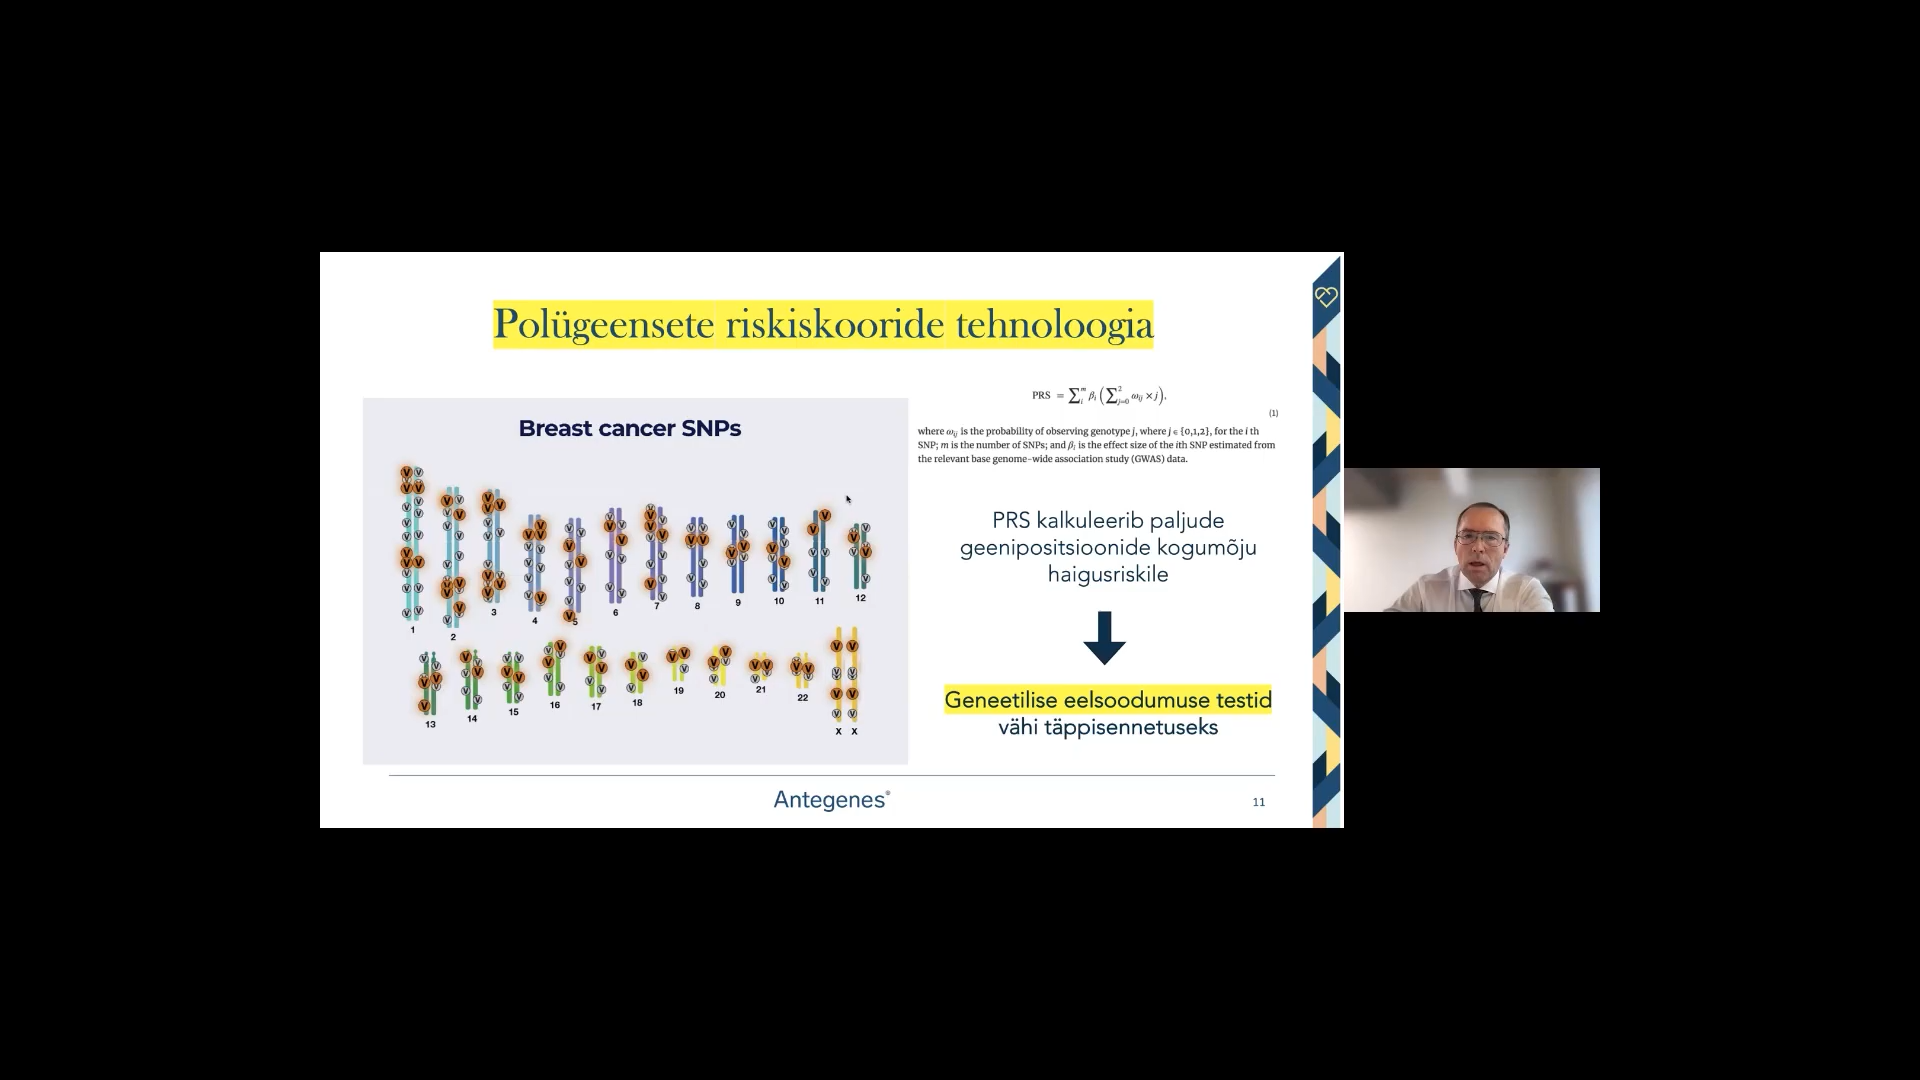 Polügeensete riskiskooride tehnoloogia
Breast cancer SNPs
1 2 3 4 5 6 7 8 9 10 11 12
13 14 15 16 17 18 19 20 21 22 X X
PRS = ∑ᵢᵐ βᵢ (∑²ⱼ₌₀ ωᵢⱼ × j).
(1)
where ωᵢⱼ is the probability of observing genotype j, where j ∈ {0,1,2}, for the i th
SNP; m is the number of SNPs; and βᵢ is the effect size of the ith SNP estimated from
the relevant base genome-wide association study (GWAS) data.
PRS kalkuleerib paljude
geenipositsioonide kogumõju
haigusriskile
Geneetilise eelsoodumuse testid
vähi täppisennetuseks
Antegenes®
11